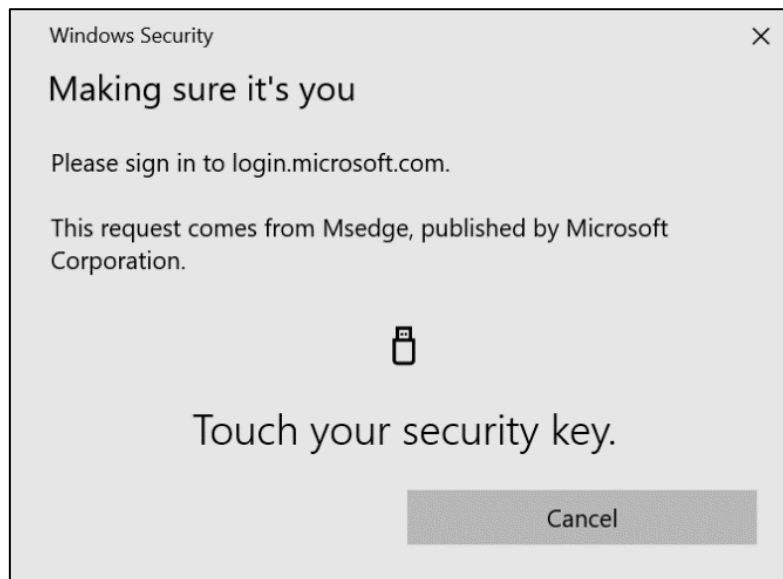 Windows Security
Making sure it's you
Please sign in to login.microsoft.com.
This request comes from Msedge, published by Microsoft
Corporation.
Touch your security key.
Cancel